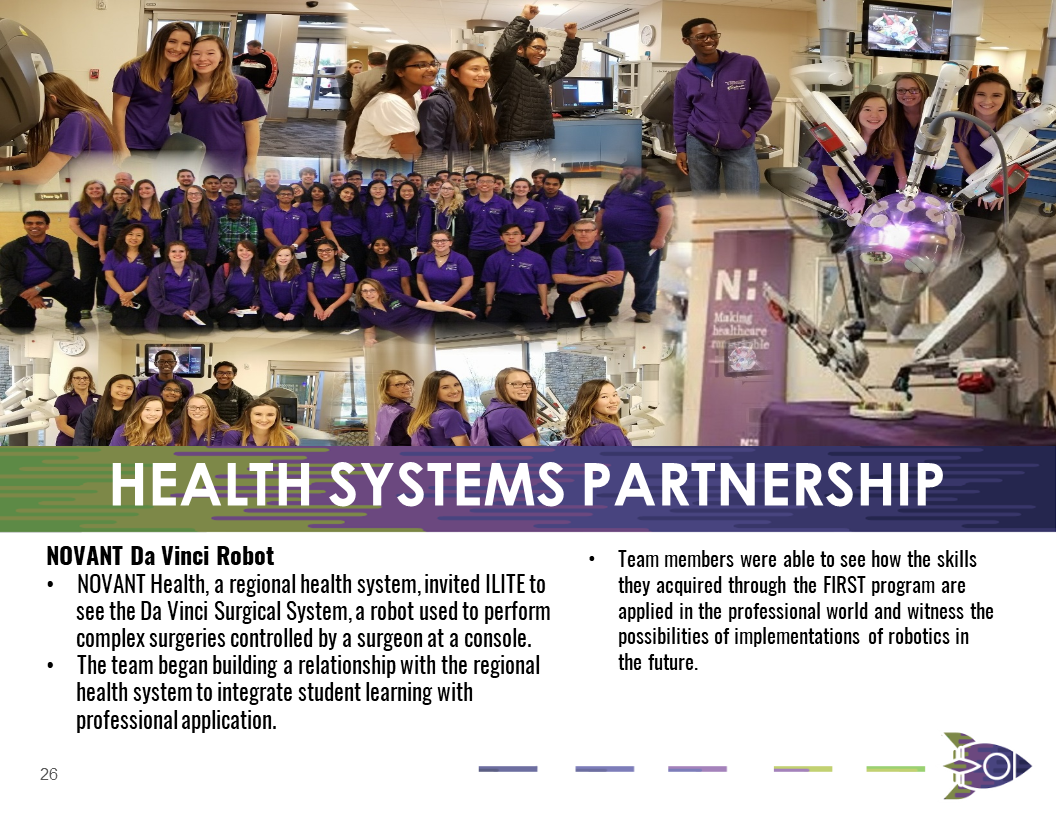 N:
Making
healthcare
remarkable
HEALTH SYSTEMS PARTNERSHIP
NOVANT Da Vinci Robot
• NOVANT Health, a regional health system, invited ILITE to
see the Da Vinci Surgical System, a robot used to perform
complex surgeries controlled by a surgeon at a console.
• The team began building a relationship with the regional
health system to integrate student learning with
professional application.
• Team members were able to see how the skills
they acquired through the FIRST program are
applied in the professional world and witness the
possibilities of implementations of robotics in
the future.
26